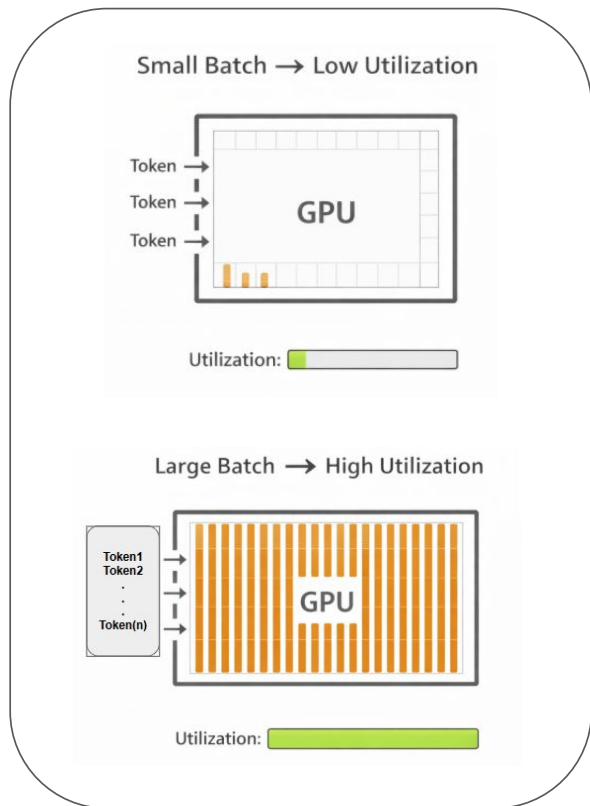 Small Batch → Low Utilization
Token →
Token →
Token →
GPU
Utilization:
Large Batch → High Utilization
Token1
Token2
.
.
.
Token(n)
GPU
Utilization: